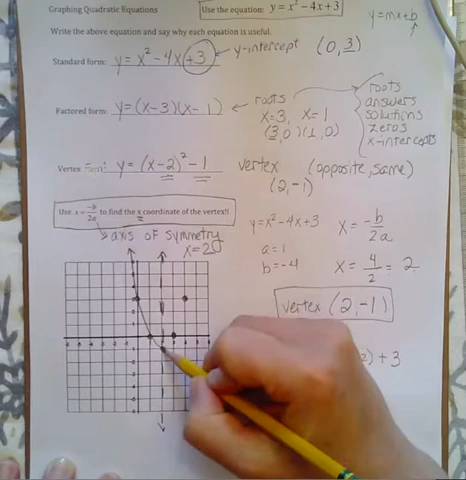 Graphing Quadratic Equations
Use the equation: y = x² − 4x + 3
y = mx + b
Write the above equation and say why each equation is useful.
Standard form: y = x² − 4x + 3 ← y-intercept (0, 3)
Factored form: y = (x−3)(x−1) ← roots
x = 3, x = 1
(3,0) (1,0)
roots
answers
solutions
zeros
x-intercepts
Vertex form: y = (x−2)² − 1 vertex (opposite, same)
(2, −1)
Use x = −b/2a to find the x coordinate of the vertex!!
axis of symmetry
x = 2
y = x² − 4x + 3
a = 1
b = −4
x = −b/2a
x = 4/2 = 2
vertex (2, −1)
2) + 3